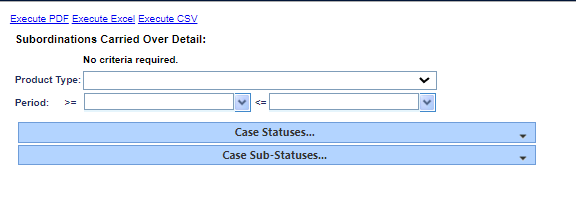 Execute PDF Execute Excel Execute CSV
Subordinations Carried Over Detail:
No criteria required.
Product Type:
Period: >= <=
Case Statuses...
Case Sub-Statuses...